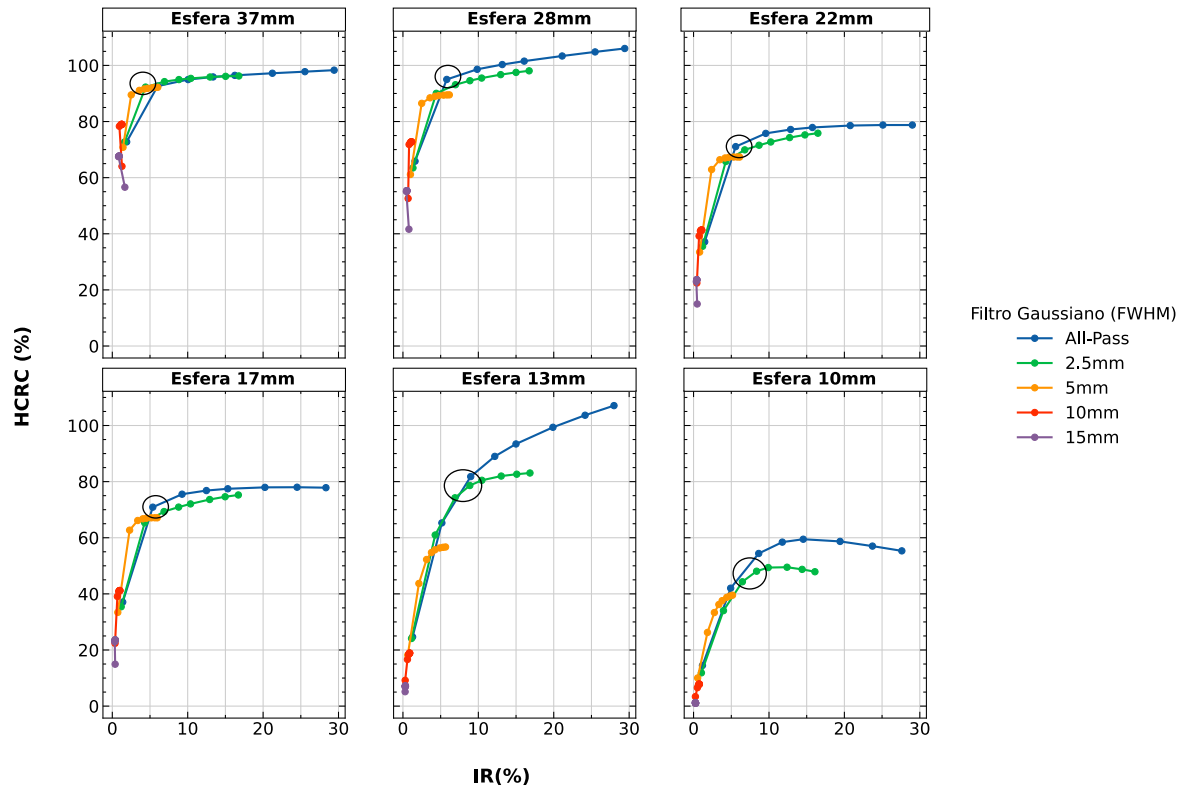 Esfera 37mm
Esfera 28mm
Esfera 22mm
100
80
60
40
20
0
Esfera 17mm
Esfera 13mm
Esfera 10mm
100
80
60
40
20
0
0 10 20 30
0 10 20 30
0 10 20 30
HCRC (%)
IR(%)
Filtro Gaussiano (FWHM)
All-Pass
2.5mm
5mm
10mm
15mm